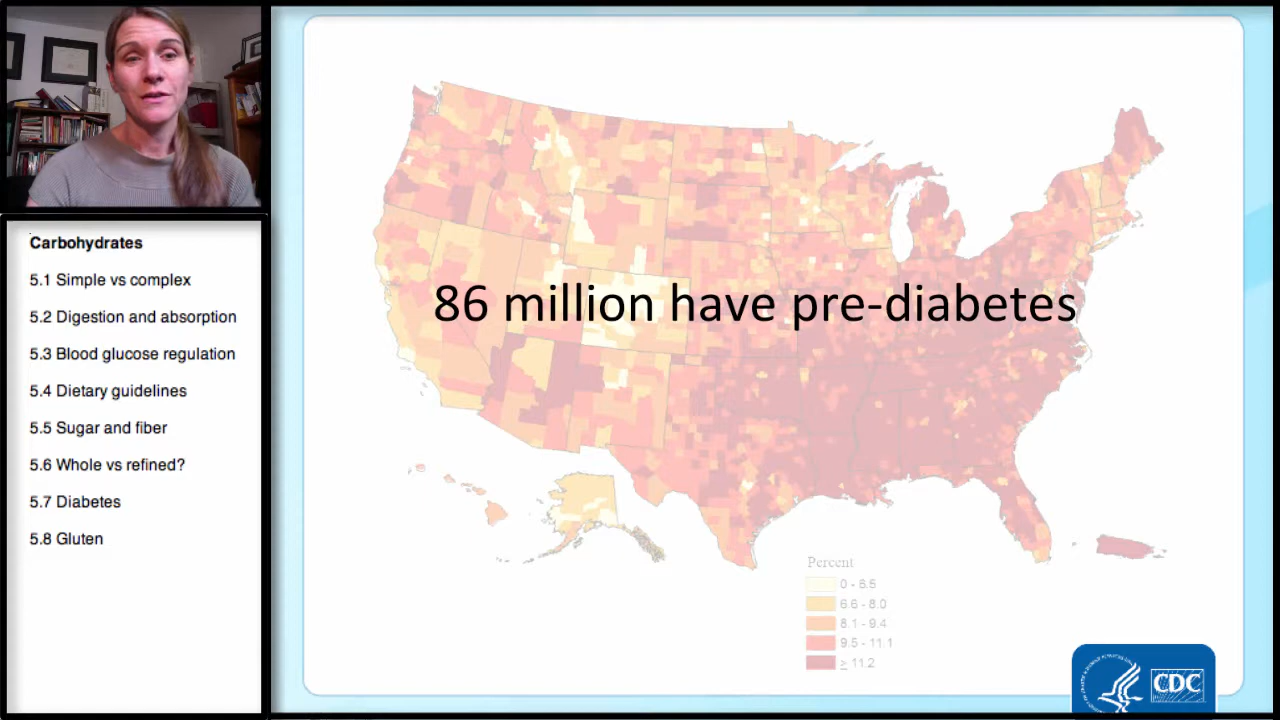 Carbohydrates
5.1 Simple vs complex
5.2 Digestion and absorption
5.3 Blood glucose regulation
5.4 Dietary guidelines
5.5 Sugar and fiber
5.6 Whole vs refined?
5.7 Diabetes
5.8 Gluten
86 million have pre-diabetes
Percent
0 - 6.5
6.6 - 8.0
8.1 - 9.4
9.5 - 11.1
≥ 11.2
CDC